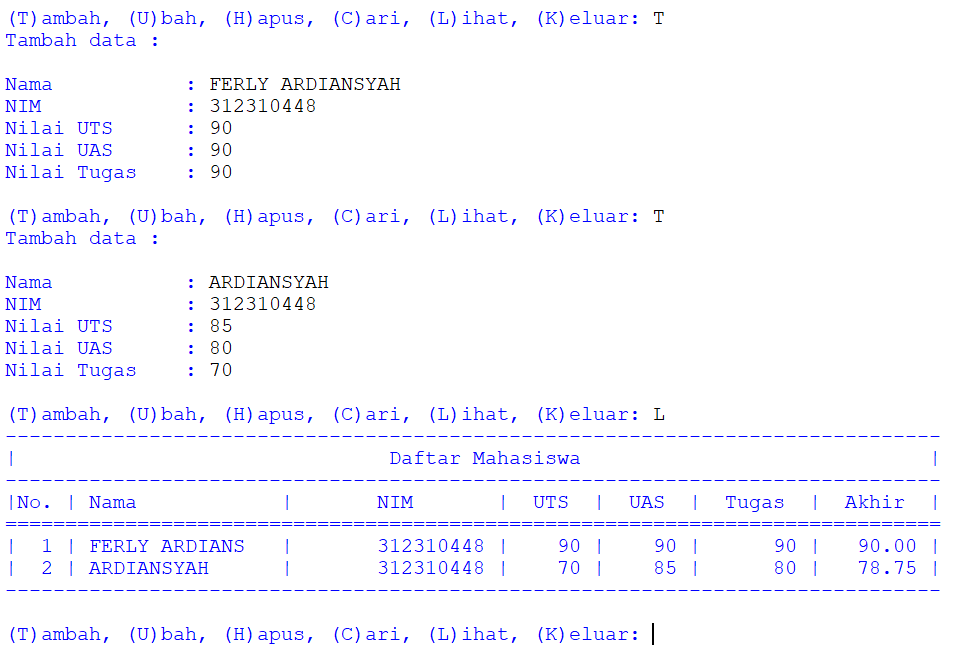 (T)ambah, (U)bah, (H)apus, (C)ari, (L)ihat, (K)eluar: T
Tambah data :
Nama : FERLY ARDIANSYAH
NIM : 312310448
Nilai UTS : 90
Nilai UAS : 90
Nilai Tugas : 90
(T)ambah, (U)bah, (H)apus, (C)ari, (L)ihat, (K)eluar: T
Tambah data :
Nama : ARDIANSYAH
NIM : 312310448
Nilai UTS : 85
Nilai UAS : 80
Nilai Tugas : 70
(T)ambah, (U)bah, (H)apus, (C)ari, (L)ihat, (K)eluar: L
------------------------------------------------------------------------------
| Daftar Mahasiswa |
------------------------------------------------------------------------------
|No. | Nama | NIM | UTS | UAS | Tugas | Akhir |
==============================================================================
| 1 | FERLY ARDIANS | 312310448 | 90 | 90 | 90 | 90.00 |
| 2 | ARDIANSYAH | 312310448 | 70 | 85 | 80 | 78.75 |
------------------------------------------------------------------------------
(T)ambah, (U)bah, (H)apus, (C)ari, (L)ihat, (K)eluar: